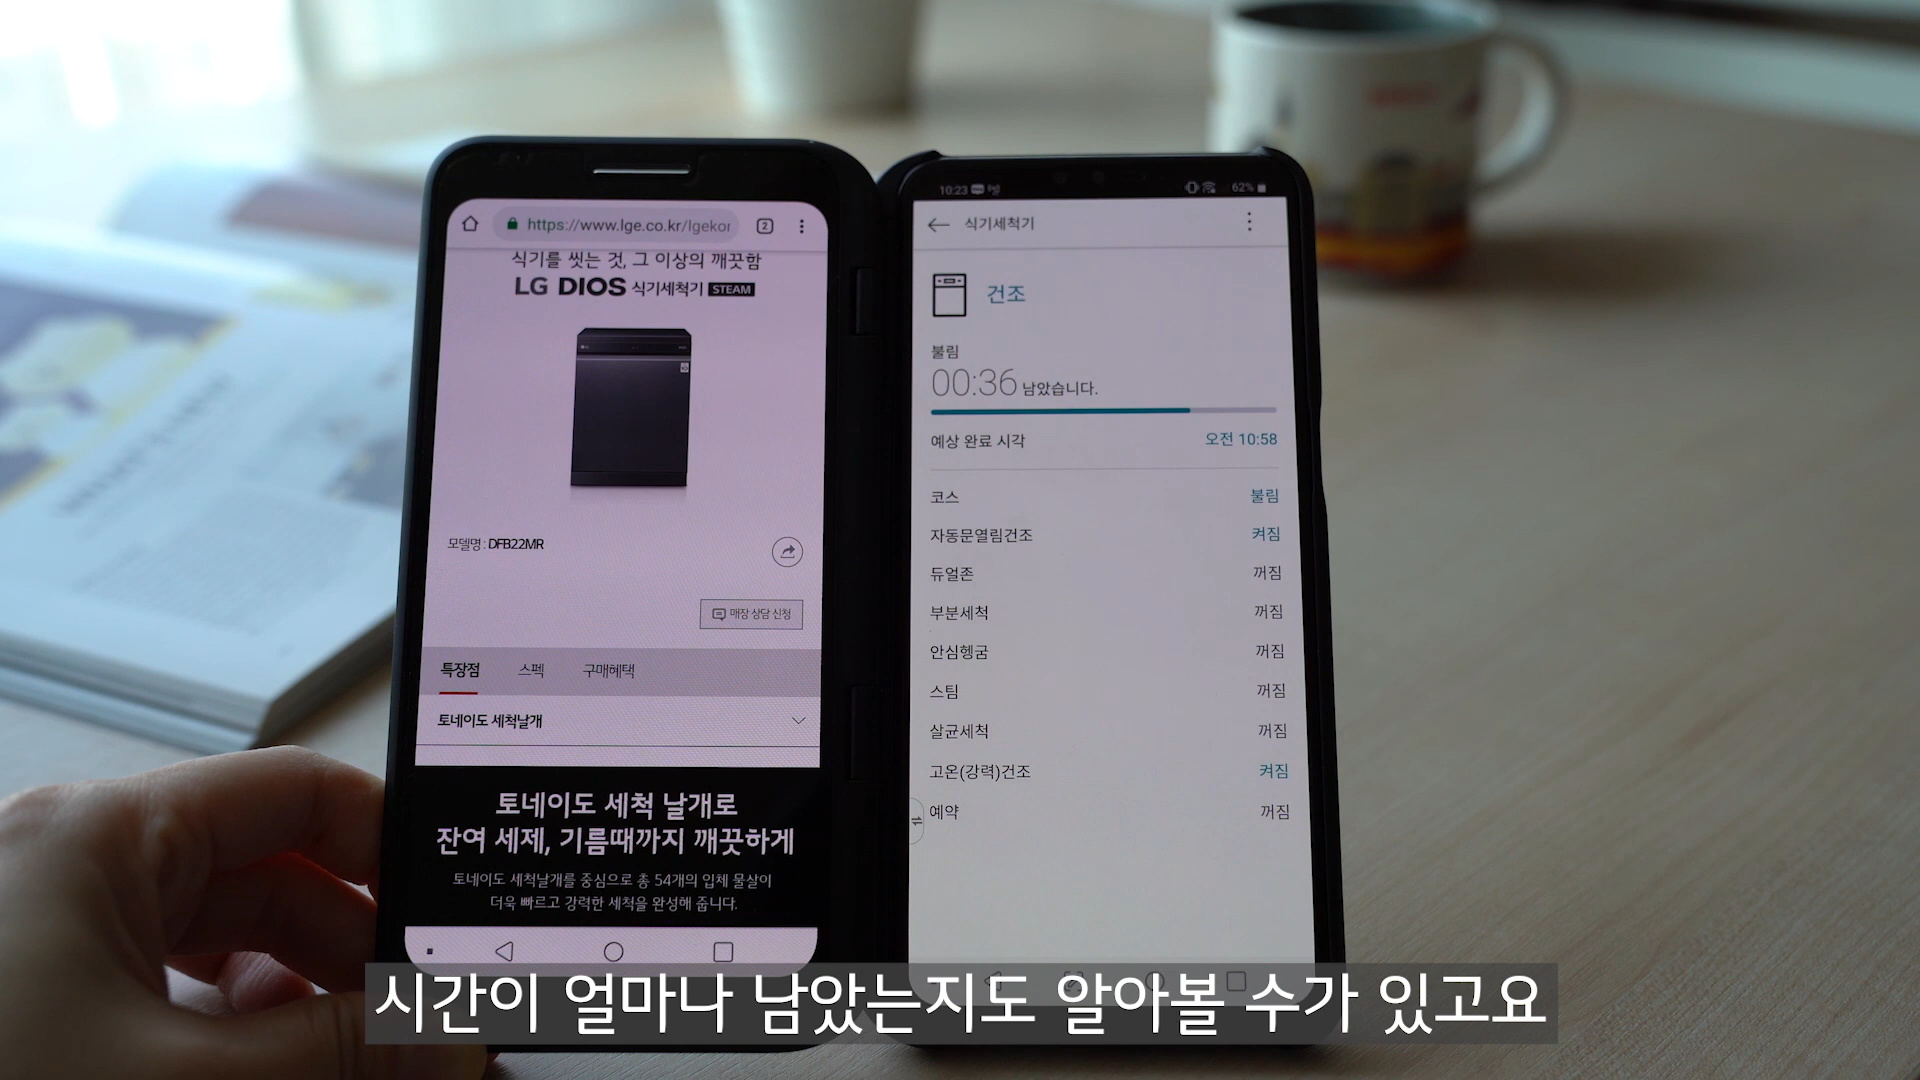 https://www.lge.co.kr/lgekor
2
식기를 씻는 것, 그 이상의 깨끗함
LG DIOS 식기세척기 STEAM
모델명 : DFB22MR
매장 상담 신청
특장점 스펙 구매혜택
토네이도 세척날개
토네이도 세척 날개로
잔여 세제, 기름때까지 깨끗하게
토네이도 세척날개를 중심으로 총 54개의 입체 물살이
더욱 빠르고 강력한 세척을 완성해 줍니다.
10:23 62%
식기세척기
건조
불림
00:36 남았습니다.
예상 완료 시각 오전 10:58
코스 불림
자동문열림건조 켜짐
듀얼존 꺼짐
부분세척 꺼짐
안심헹굼 꺼짐
스팀 꺼짐
살균세척 꺼짐
고온(강력)건조 켜짐
예약 꺼짐
시간이 얼마나 남았는지도 알아볼 수가 있고요